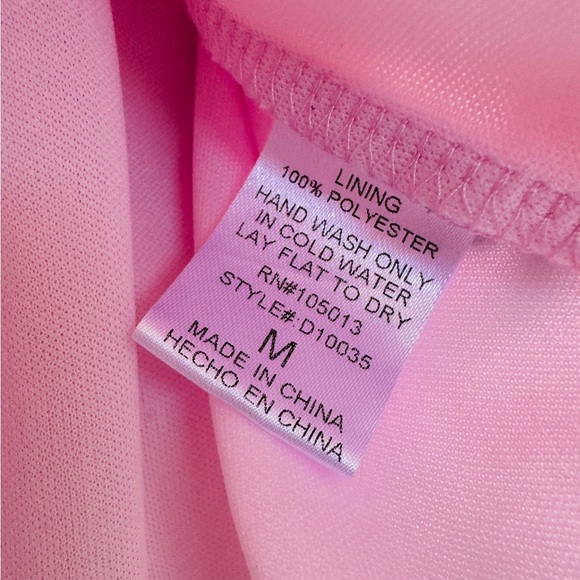 LINING
100% POLYESTER
HAND WASH ONLY
IN COLD WATER
LAY FLAT TO DRY
RN#105013
STYLE#:D10035
M
MADE IN CHINA
HECHO EN CHINA